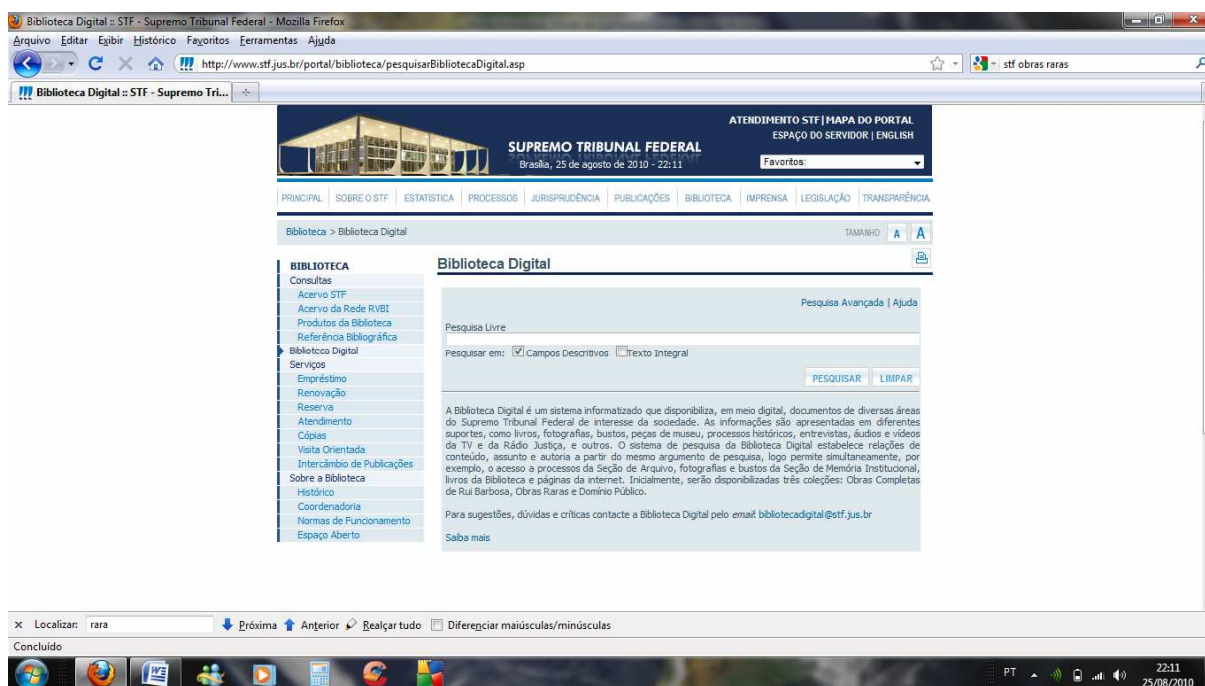 Biblioteca Digital :: STF - Supremo Tribunal Federal - Mozilla Firefox
Arquivo Editar Exibir Histórico Favoritos Ferramentas Ajuda
http://www.stf.jus.br/portal/biblioteca/pesquisarBibliotecaDigital.asp
stf obras raras
Biblioteca Digital :: STF - Supremo Tri...
ATENDIMENTO STF | MAPA DO PORTAL
ESPAÇO DO SERVIDOR | ENGLISH
SUPREMO TRIBUNAL FEDERAL
Brasília, 25 de agosto de 2010 - 22:11
Favoritos:
PRINCIPAL SOBRE O STF ESTATÍSTICA PROCESSOS JURISPRUDÊNCIA PUBLICAÇÕES BIBLIOTECA IMPRENSA LEGISLAÇÃO TRANSPARÊNCIA
Biblioteca > Biblioteca Digital
TAMANHO A A
BIBLIOTECA
Consultas
Acervo STF
Acervo da Rede RVBI
Produtos da Biblioteca
Referência Bibliográfica
Biblioteca Digital
Serviços
Empréstimo
Renovação
Reserva
Atendimento
Cópias
Visita Orientada
Intercâmbio de Publicações
Sobre a Biblioteca
Histórico
Coordenadoria
Normas de Funcionamento
Espaço Aberto
Biblioteca Digital
Pesquisa Avançada | Ajuda
Pesquisa Livre
Pesquisar em: Campos Descritivos Texto Integral
PESQUISAR LIMPAR
A Biblioteca Digital é um sistema informatizado que disponibiliza, em meio digital, documentos de diversas áreas
do Supremo Tribunal Federal de interesse da sociedade. As informações são apresentadas em diferentes
suportes, como livros, fotografias, bustos, peças de museu, processos históricos, entrevistas, áudios e vídeos
da TV e da Rádio Justiça, e outros. O sistema de pesquisa da Biblioteca Digital estabelece relações de
conteúdo, assunto e autoria a partir do mesmo argumento de pesquisa, logo permite simultaneamente, por
exemplo, o acesso a processos da Seção de Arquivo, fotografias e bustos da Seção de Memória Institucional,
livros da Biblioteca e páginas da internet. Inicialmente, serão disponibilizadas três coleções: Obras Completas
de Rui Barbosa, Obras Raras e Domínio Público.
Para sugestões, dúvidas e críticas contacte a Biblioteca Digital pelo email: bibliotecadigital@stf.jus.br
Saiba mais
x Localizar: rara Próxima Anterior Realçar tudo Diferenciar maiúsculas/minúsculas
Concluído
PT
22:11
25/08/2010